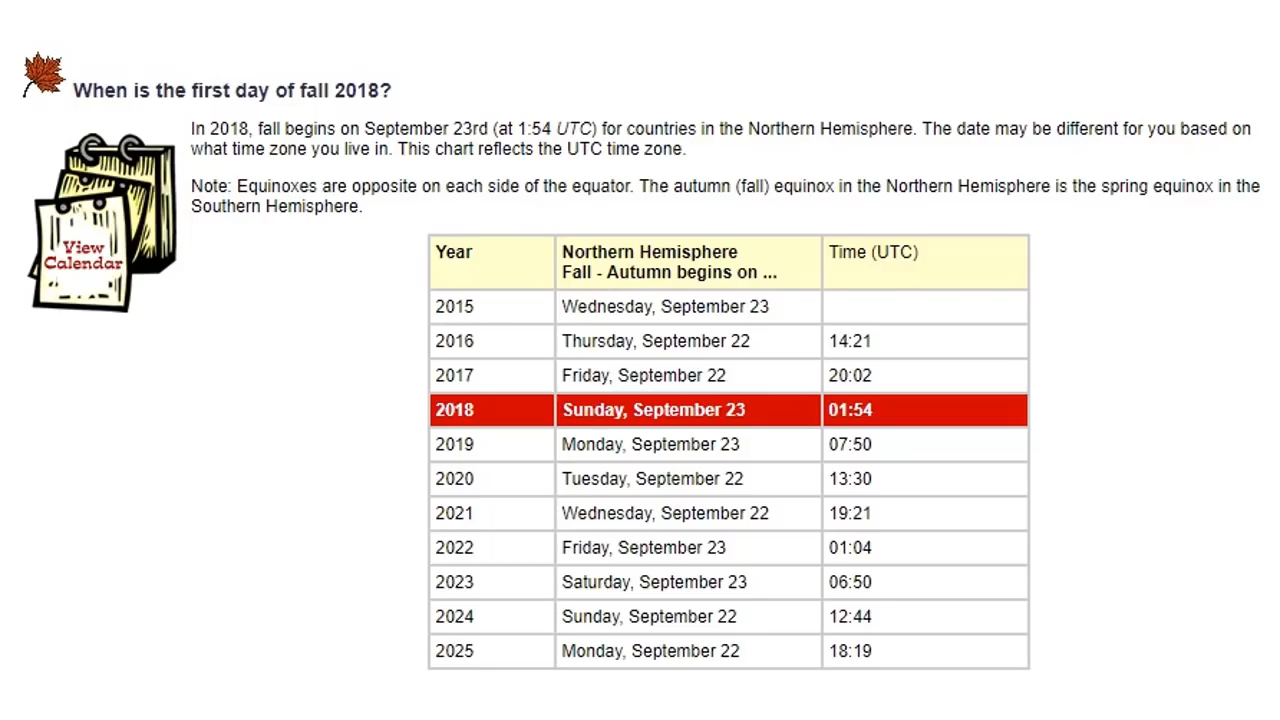 When is the first day of fall 2018?
In 2018, fall begins on September 23rd (at 1:54 UTC) for countries in the Northern Hemisphere. The date may be different for you based on
what time zone you live in. This chart reflects the UTC time zone.
Note: Equinoxes are opposite on each side of the equator. The autumn (fall) equinox in the Northern Hemisphere is the spring equinox in the
Southern Hemisphere.
View
Calendar
Year Northern Hemisphere Time (UTC)
Fall - Autumn begins on ...
2015 Wednesday, September 23
2016 Thursday, September 22 14:21
2017 Friday, September 22 20:02
2018 Sunday, September 23 01:54
2019 Monday, September 23 07:50
2020 Tuesday, September 22 13:30
2021 Wednesday, September 22 19:21
2022 Friday, September 23 01:04
2023 Saturday, September 23 06:50
2024 Sunday, September 22 12:44
2025 Monday, September 22 18:19